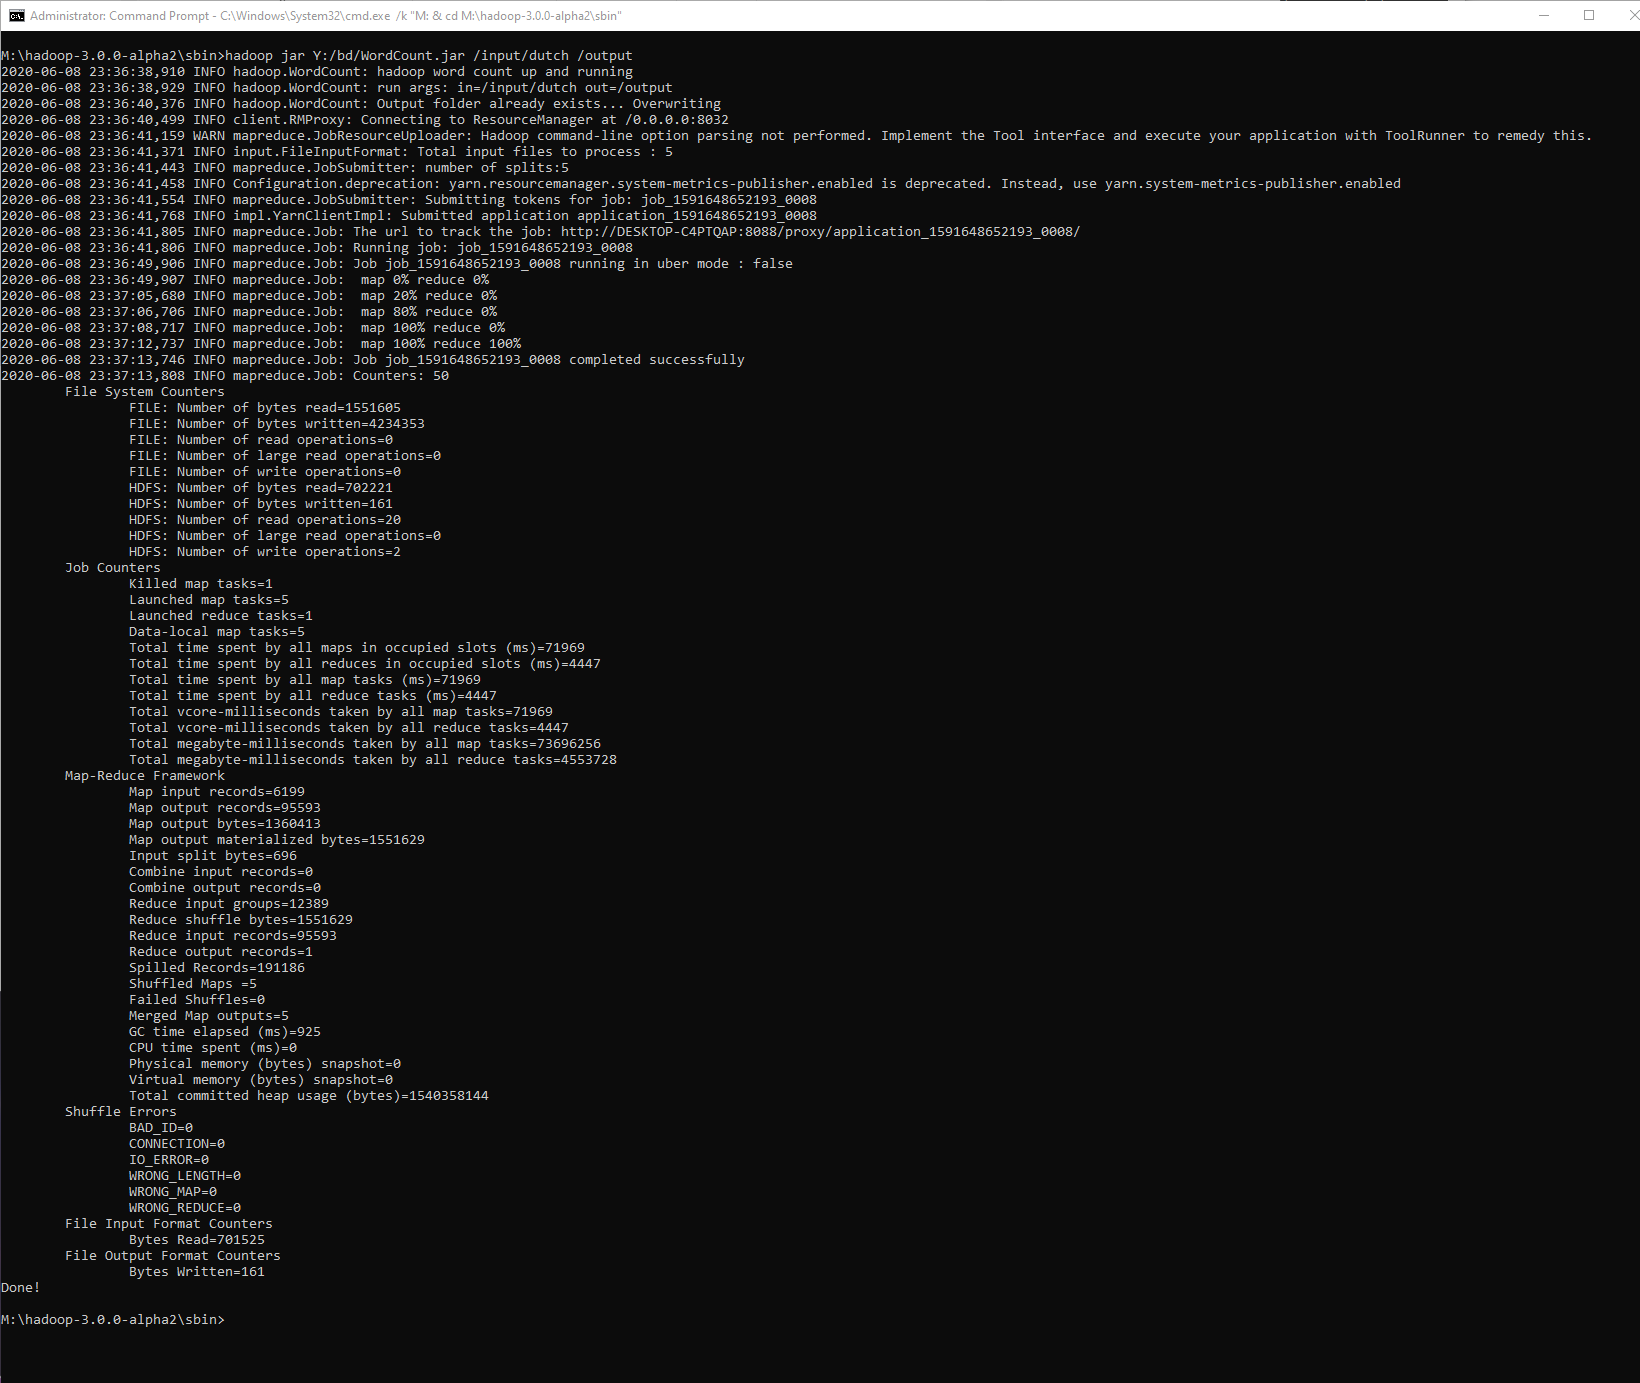 Administrator: Command Prompt - C:\Windows\System32\cmd.exe /k "M: & cd M:\hadoop-3.0.0-alpha2\sbin"
M:\hadoop-3.0.0-alpha2\sbin>hadoop jar Y:/bd/WordCount.jar /input/dutch /output
2020-06-08 23:36:38,910 INFO hadoop.WordCount: hadoop word count up and running
2020-06-08 23:36:38,929 INFO hadoop.WordCount: run args: in=/input/dutch out=/output
2020-06-08 23:36:40,376 INFO hadoop.WordCount: Output folder already exists... Overwriting
2020-06-08 23:36:40,499 INFO client.RMProxy: Connecting to ResourceManager at /0.0.0.0:8032
2020-06-08 23:36:41,159 WARN mapreduce.JobResourceUploader: Hadoop command-line option parsing not performed. Implement the Tool interface and execute your application with ToolRunner to remedy this.
2020-06-08 23:36:41,371 INFO input.FileInputFormat: Total input files to process : 5
2020-06-08 23:36:41,443 INFO mapreduce.JobSubmitter: number of splits:5
2020-06-08 23:36:41,458 INFO Configuration.deprecation: yarn.resourcemanager.system-metrics-publisher.enabled is deprecated. Instead, use yarn.system-metrics-publisher.enabled
2020-06-08 23:36:41,554 INFO mapreduce.JobSubmitter: Submitting tokens for job: job_1591648652193_0008
2020-06-08 23:36:41,768 INFO impl.YarnClientImpl: Submitted application application_1591648652193_0008
2020-06-08 23:36:41,805 INFO mapreduce.Job: The url to track the job: http://DESKTOP-C4PTQAP:8088/proxy/application_1591648652193_0008/
2020-06-08 23:36:41,806 INFO mapreduce.Job: Running job: job_1591648652193_0008
2020-06-08 23:36:49,906 INFO mapreduce.Job: Job job_1591648652193_0008 running in uber mode : false
2020-06-08 23:36:49,907 INFO mapreduce.Job:  map 0% reduce 0%
2020-06-08 23:37:05,680 INFO mapreduce.Job:  map 20% reduce 0%
2020-06-08 23:37:06,706 INFO mapreduce.Job:  map 80% reduce 0%
2020-06-08 23:37:08,717 INFO mapreduce.Job:  map 100% reduce 0%
2020-06-08 23:37:12,737 INFO mapreduce.Job:  map 100% reduce 100%
2020-06-08 23:37:13,746 INFO mapreduce.Job: Job job_1591648652193_0008 completed successfully
2020-06-08 23:37:13,808 INFO mapreduce.Job: Counters: 50
File System Counters
FILE: Number of bytes read=1551605
FILE: Number of bytes written=4234353
FILE: Number of read operations=0
FILE: Number of large read operations=0
FILE: Number of write operations=0
HDFS: Number of bytes read=702221
HDFS: Number of bytes written=161
HDFS: Number of read operations=20
HDFS: Number of large read operations=0
HDFS: Number of write operations=2
Job Counters
Killed map tasks=1
Launched map tasks=5
Launched reduce tasks=1
Data-local map tasks=5
Total time spent by all maps in occupied slots (ms)=71969
Total time spent by all reduces in occupied slots (ms)=4447
Total time spent by all map tasks (ms)=71969
Total time spent by all reduce tasks (ms)=4447
Total vcore-milliseconds taken by all map tasks=71969
Total vcore-milliseconds taken by all reduce tasks=4447
Total megabyte-milliseconds taken by all map tasks=73696256
Total megabyte-milliseconds taken by all reduce tasks=4553728
Map-Reduce Framework
Map input records=6199
Map output records=95593
Map output bytes=1360413
Map output materialized bytes=1551629
Input split bytes=696
Combine input records=0
Combine output records=0
Reduce input groups=12389
Reduce shuffle bytes=1551629
Reduce input records=95593
Reduce output records=1
Spilled Records=191186
Shuffled Maps =5
Failed Shuffles=0
Merged Map outputs=5
GC time elapsed (ms)=925
CPU time spent (ms)=0
Physical memory (bytes) snapshot=0
Virtual memory (bytes) snapshot=0
Total committed heap usage (bytes)=1540358144
Shuffle Errors
BAD_ID=0
CONNECTION=0
IO_ERROR=0
WRONG_LENGTH=0
WRONG_MAP=0
WRONG_REDUCE=0
File Input Format Counters
Bytes Read=701525
File Output Format Counters
Bytes Written=161
Done!
M:\hadoop-3.0.0-alpha2\sbin>